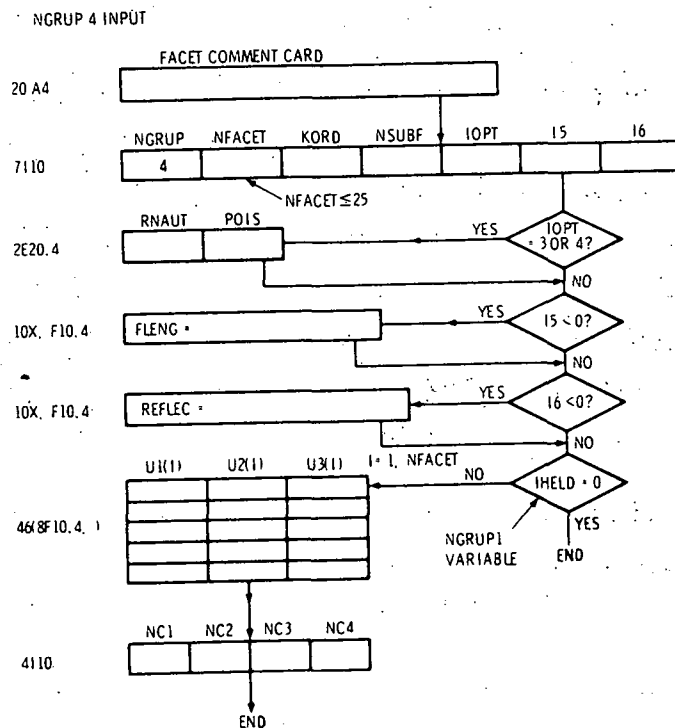 NGRUP 4 INPUT
FACET COMMENT CARD
20 A4
NGRUP NFACET KORD NSUBF IOPT I5 I6
7I10 4
NFACET≤25
RNAUT POIS
2E20.4
YES IOPT = 3 OR 4?
NO
10X, F10.4 FLENG = YES I5 < 0?
NO
10X, F10.4 REFLEC = YES I6 < 0?
NO
U1(I) U2(I) U3(I) I = 1, NFACET
NO IHELD = 0
46(8F10.4, )
YES
NGRUP1 VARIABLE
END
NC1 NC2 NC3 NC4
4I10
END